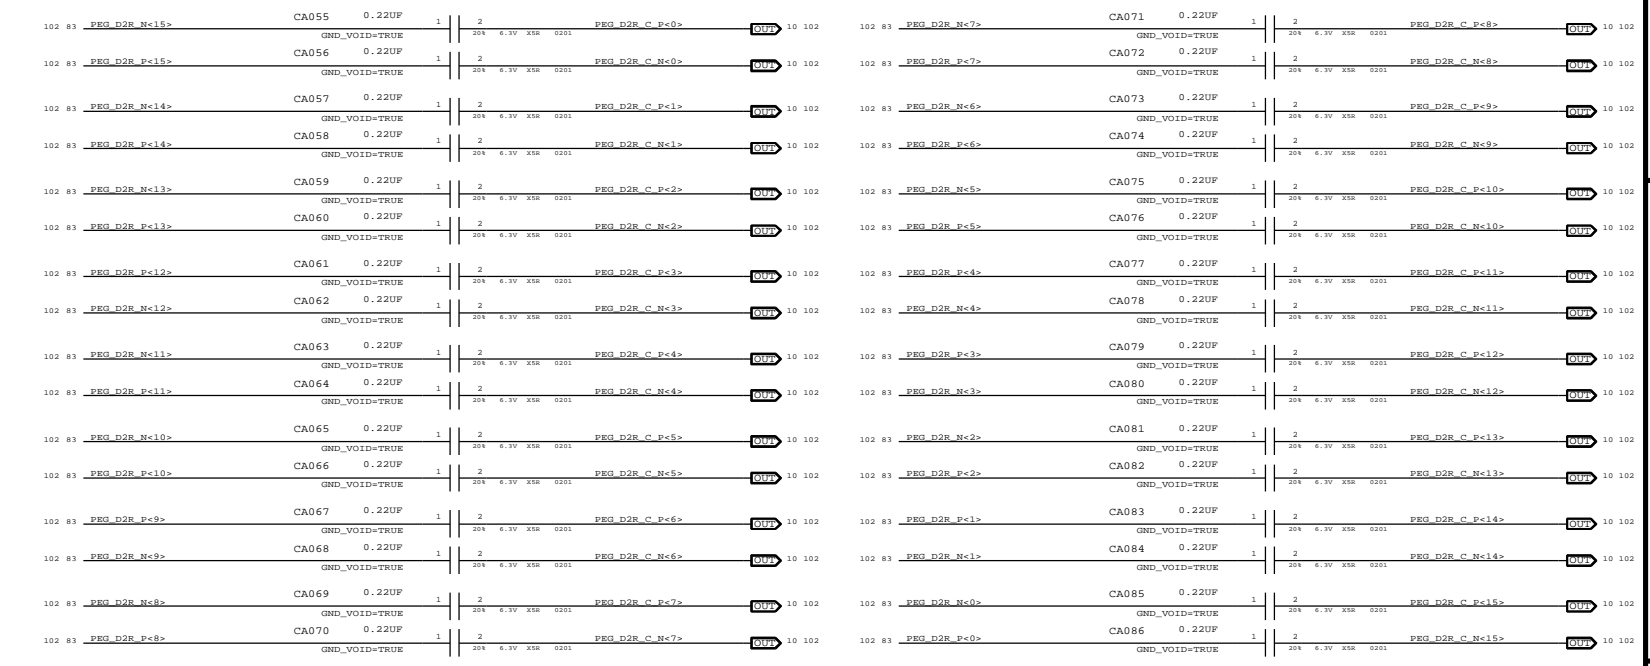 CA055 0.22UF
102 83 PEG_D2R_N<15> 1 2 PEG_D2R_C_P<0> OUT 10 102
GND_VOID=TRUE 20% 6.3V X5R 0201
CA056 0.22UF
102 83 PEG_D2R_P<15> 1 2 PEG_D2R_C_N<0> OUT 10 102
GND_VOID=TRUE 20% 6.3V X5R 0201
CA057 0.22UF
102 83 PEG_D2R_N<14> 1 2 PEG_D2R_C_P<1> OUT 10 102
GND_VOID=TRUE 20% 6.3V X5R 0201
CA058 0.22UF
102 83 PEG_D2R_P<14> 1 2 PEG_D2R_C_N<1> OUT 10 102
GND_VOID=TRUE 20% 6.3V X5R 0201
CA059 0.22UF
102 83 PEG_D2R_N<13> 1 2 PEG_D2R_C_P<2> OUT 10 102
GND_VOID=TRUE 20% 6.3V X5R 0201
CA060 0.22UF
102 83 PEG_D2R_P<13> 1 2 PEG_D2R_C_N<2> OUT 10 102
GND_VOID=TRUE 20% 6.3V X5R 0201
CA061 0.22UF
102 83 PEG_D2R_P<12> 1 2 PEG_D2R_C_P<3> OUT 10 102
GND_VOID=TRUE 20% 6.3V X5R 0201
CA062 0.22UF
102 83 PEG_D2R_N<12> 1 2 PEG_D2R_C_N<3> OUT 10 102
GND_VOID=TRUE 20% 6.3V X5R 0201
CA063 0.22UF
102 83 PEG_D2R_N<11> 1 2 PEG_D2R_C_P<4> OUT 10 102
GND_VOID=TRUE 20% 6.3V X5R 0201
CA064 0.22UF
102 83 PEG_D2R_P<11> 1 2 PEG_D2R_C_N<4> OUT 10 102
GND_VOID=TRUE 20% 6.3V X5R 0201
CA065 0.22UF
102 83 PEG_D2R_N<10> 1 2 PEG_D2R_C_P<5> OUT 10 102
GND_VOID=TRUE 20% 6.3V X5R 0201
CA066 0.22UF
102 83 PEG_D2R_P<10> 1 2 PEG_D2R_C_N<5> OUT 10 102
GND_VOID=TRUE 20% 6.3V X5R 0201
CA067 0.22UF
102 83 PEG_D2R_P<9> 1 2 PEG_D2R_C_P<6> OUT 10 102
GND_VOID=TRUE 20% 6.3V X5R 0201
CA068 0.22UF
102 83 PEG_D2R_N<9> 1 2 PEG_D2R_C_N<6> OUT 10 102
GND_VOID=TRUE 20% 6.3V X5R 0201
CA069 0.22UF
102 83 PEG_D2R_N<8> 1 2 PEG_D2R_C_P<7> OUT 10 102
GND_VOID=TRUE 20% 6.3V X5R 0201
CA070 0.22UF
102 83 PEG_D2R_P<8> 1 2 PEG_D2R_C_N<7> OUT 10 102
GND_VOID=TRUE 20% 6.3V X5R 0201
CA071 0.22UF
102 83 PEG_D2R_N<7> 1 2 PEG_D2R_C_P<8> OUT 10 102
GND_VOID=TRUE 20% 6.3V X5R 0201
CA072 0.22UF
102 83 PEG_D2R_P<7> 1 2 PEG_D2R_C_N<8> OUT 10 102
GND_VOID=TRUE 20% 6.3V X5R 0201
CA073 0.22UF
102 83 PEG_D2R_N<6> 1 2 PEG_D2R_C_P<9> OUT 10 102
GND_VOID=TRUE 20% 6.3V X5R 0201
CA074 0.22UF
102 83 PEG_D2R_P<6> 1 2 PEG_D2R_C_N<9> OUT 10 102
GND_VOID=TRUE 20% 6.3V X5R 0201
CA075 0.22UF
102 83 PEG_D2R_N<5> 1 2 PEG_D2R_C_P<10> OUT 10 102
GND_VOID=TRUE 20% 6.3V X5R 0201
CA076 0.22UF
102 83 PEG_D2R_P<5> 1 2 PEG_D2R_C_N<10> OUT 10 102
GND_VOID=TRUE 20% 6.3V X5R 0201
CA077 0.22UF
102 83 PEG_D2R_P<4> 1 2 PEG_D2R_C_P<11> OUT 10 102
GND_VOID=TRUE 20% 6.3V X5R 0201
CA078 0.22UF
102 83 PEG_D2R_N<4> 1 2 PEG_D2R_C_N<11> OUT 10 102
GND_VOID=TRUE 20% 6.3V X5R 0201
CA079 0.22UF
102 83 PEG_D2R_P<3> 1 2 PEG_D2R_C_P<12> OUT 10 102
GND_VOID=TRUE 20% 6.3V X5R 0201
CA080 0.22UF
102 83 PEG_D2R_N<3> 1 2 PEG_D2R_C_N<12> OUT 10 102
GND_VOID=TRUE 20% 6.3V X5R 0201
CA081 0.22UF
102 83 PEG_D2R_N<2> 1 2 PEG_D2R_C_P<13> OUT 10 102
GND_VOID=TRUE 20% 6.3V X5R 0201
CA082 0.22UF
102 83 PEG_D2R_P<2> 1 2 PEG_D2R_C_N<13> OUT 10 102
GND_VOID=TRUE 20% 6.3V X5R 0201
CA083 0.22UF
102 83 PEG_D2R_P<1> 1 2 PEG_D2R_C_P<14> OUT 10 102
GND_VOID=TRUE 20% 6.3V X5R 0201
CA084 0.22UF
102 83 PEG_D2R_N<1> 1 2 PEG_D2R_C_N<14> OUT 10 102
GND_VOID=TRUE 20% 6.3V X5R 0201
CA085 0.22UF
102 83 PEG_D2R_N<0> 1 2 PEG_D2R_C_P<15> OUT 10 102
GND_VOID=TRUE 20% 6.3V X5R 0201
CA086 0.22UF
102 83 PEG_D2R_P<0> 1 2 PEG_D2R_C_N<15> OUT 10 102
GND_VOID=TRUE 20% 6.3V X5R 0201